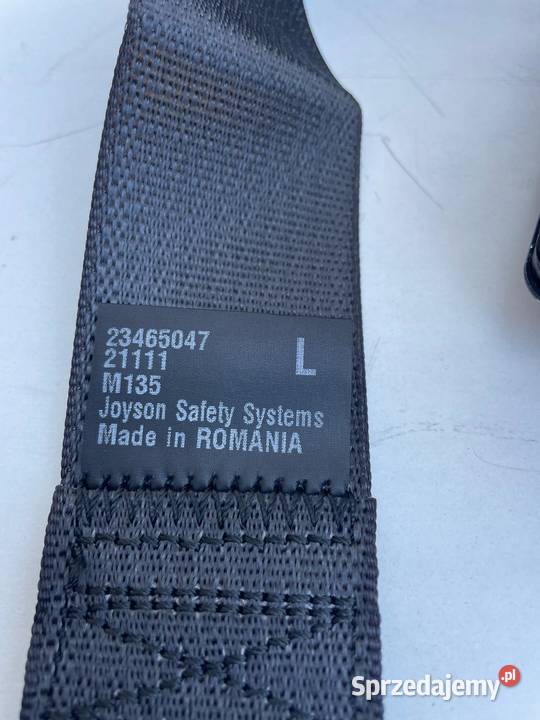 23465047 L
21111
M135
Joyson Safety Systems
Made in ROMANIA
Sprzedajemy.pl